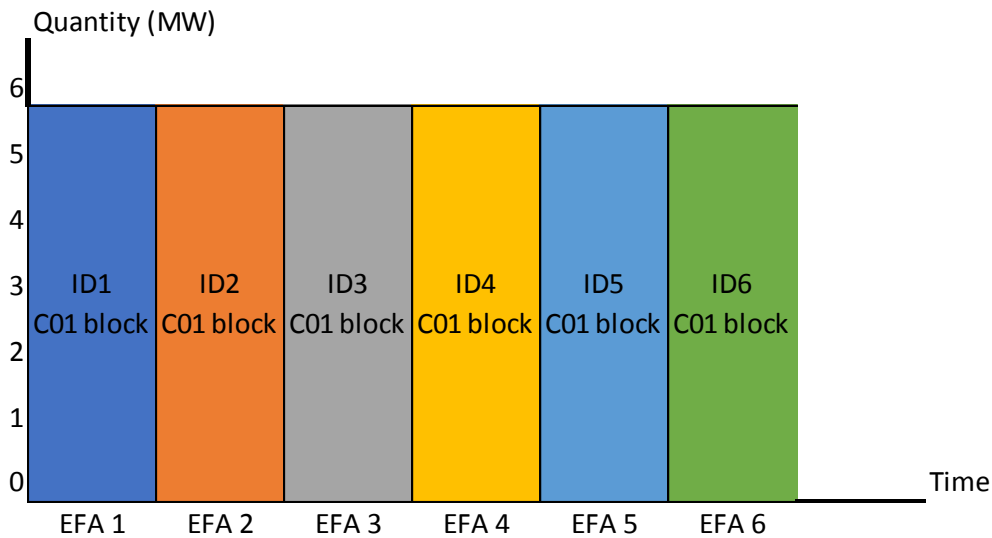 Quantity (MW)
6
5
4
3
2
1
0
ID1
C01 block
ID2
C01 block
ID3
C01 block
ID4
C01 block
ID5
C01 block
ID6
C01 block
Time
EFA 1
EFA 2
EFA 3
EFA 4
EFA 5
EFA 6